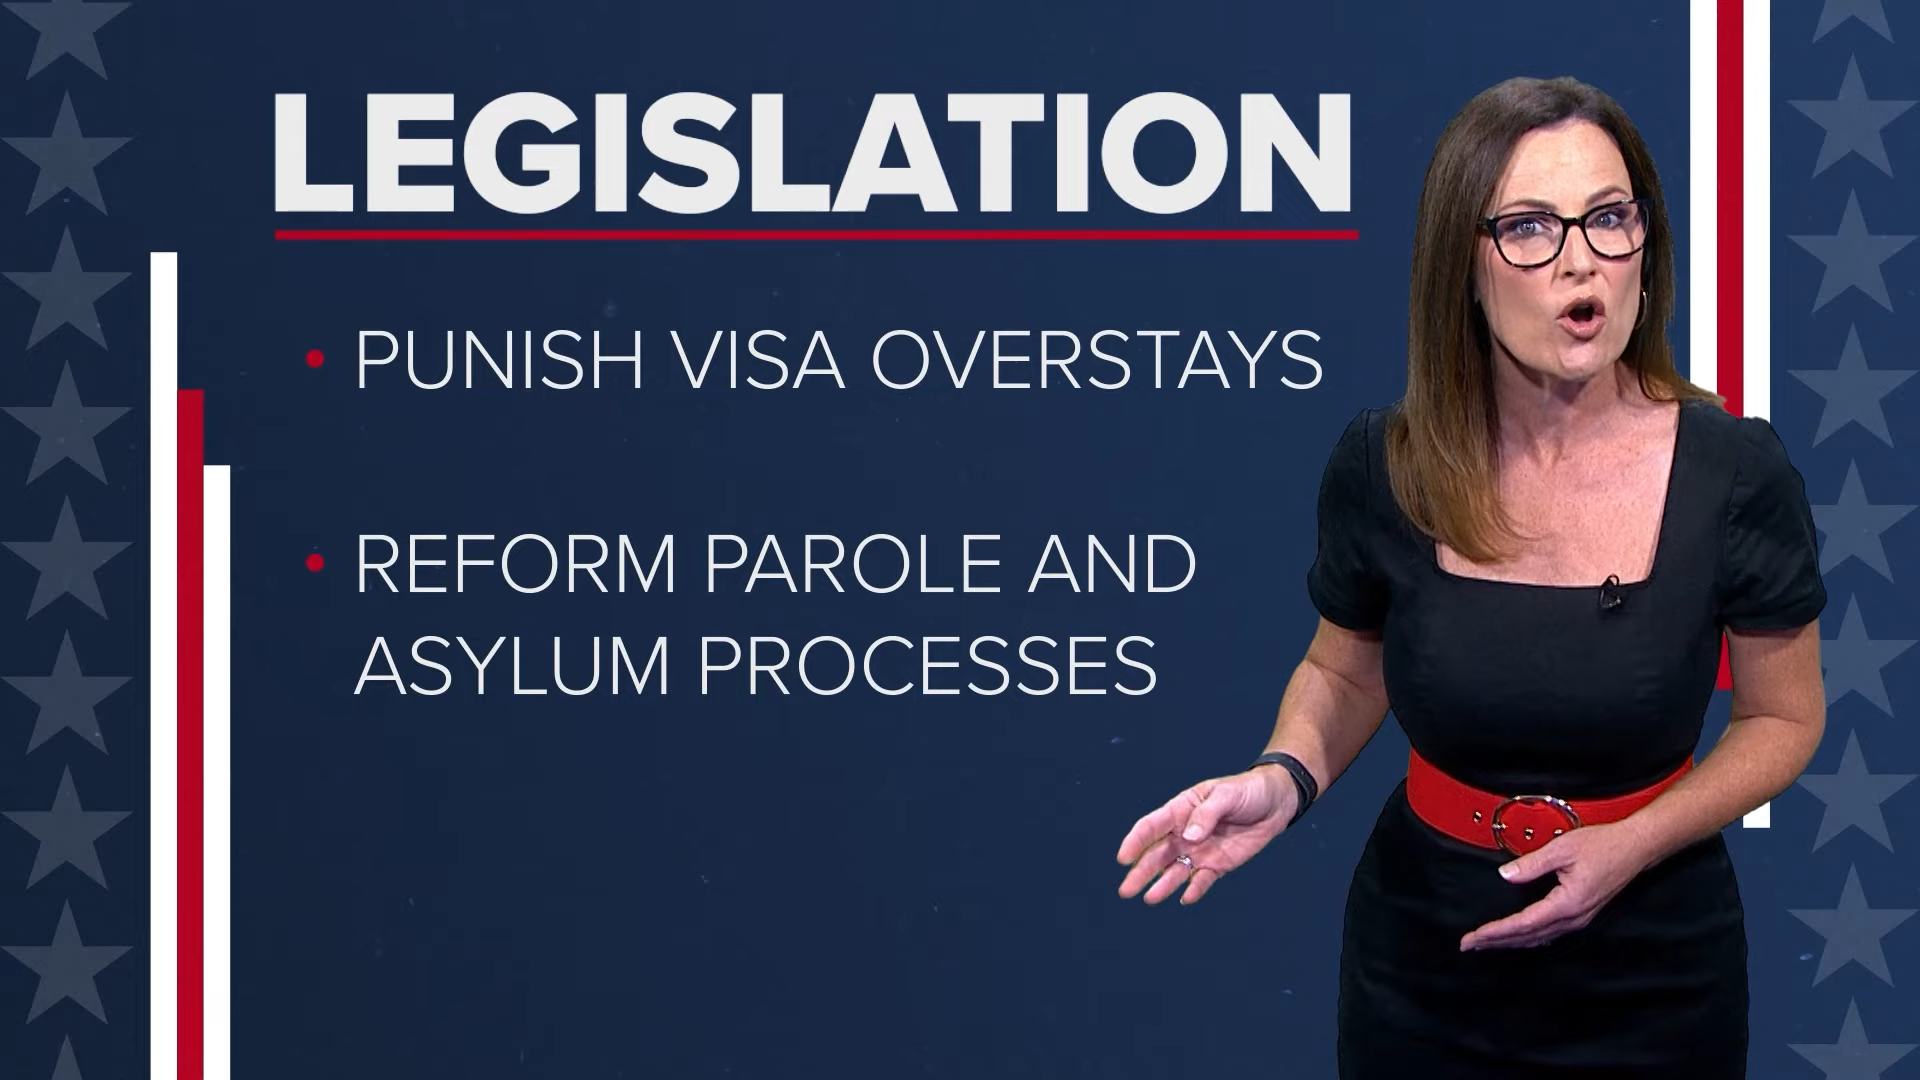 LEGISLATION
• PUNISH VISA OVERSTAYS
• REFORM PAROLE AND
ASYLUM PROCESSES